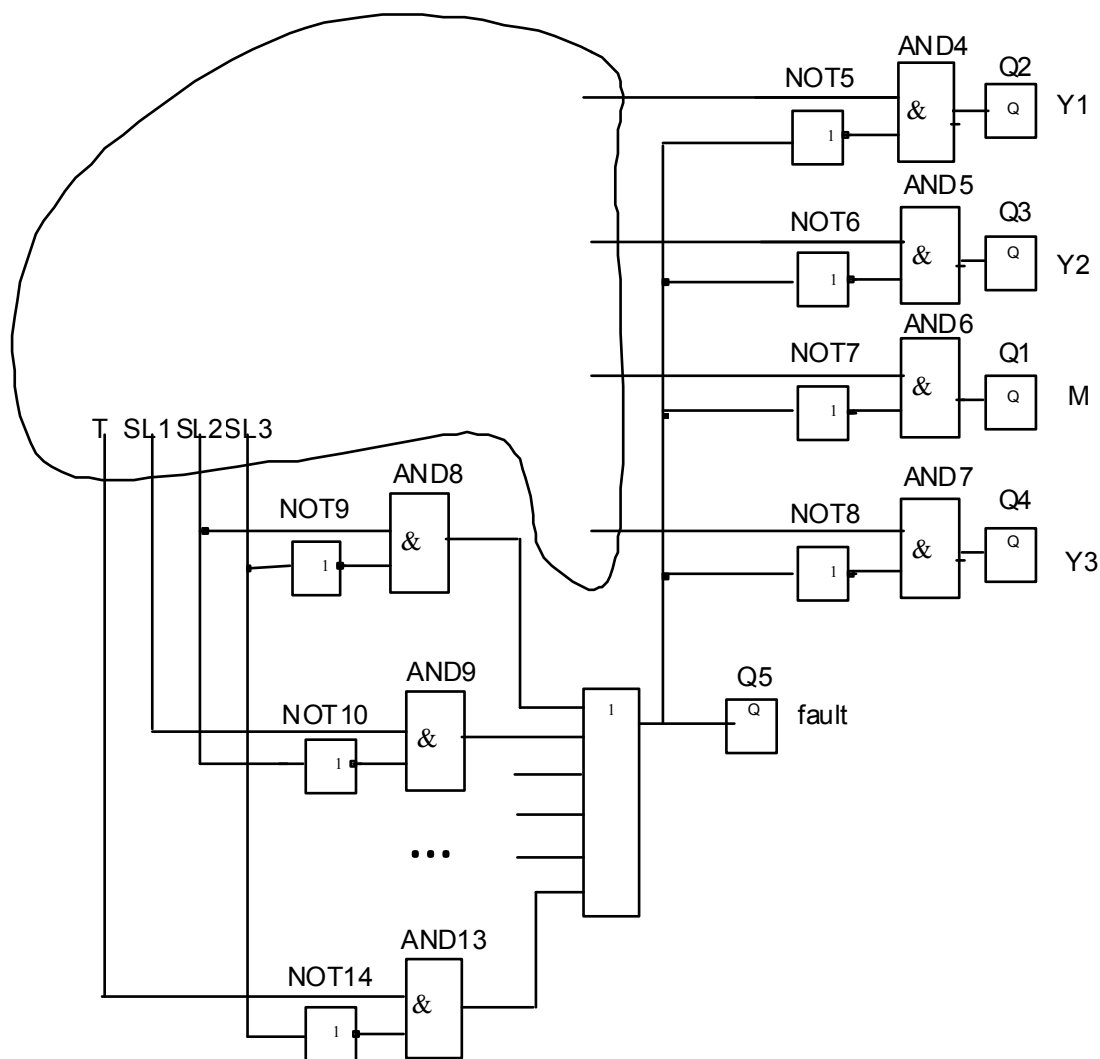 AND4
Q2
NOT5
&
Q
Y1
1
AND5
Q3
NOT6
&
Q
Y2
1
AND6
Q1
NOT7
&
Q
M
1
T SL1 SL2 SL3
AND8
AND7
Q4
NOT9
NOT8
&
&
Q
Y3
1
1
AND9
Q5
NOT10
1
Q
fault
&
1
...
AND13
NOT14
&
1